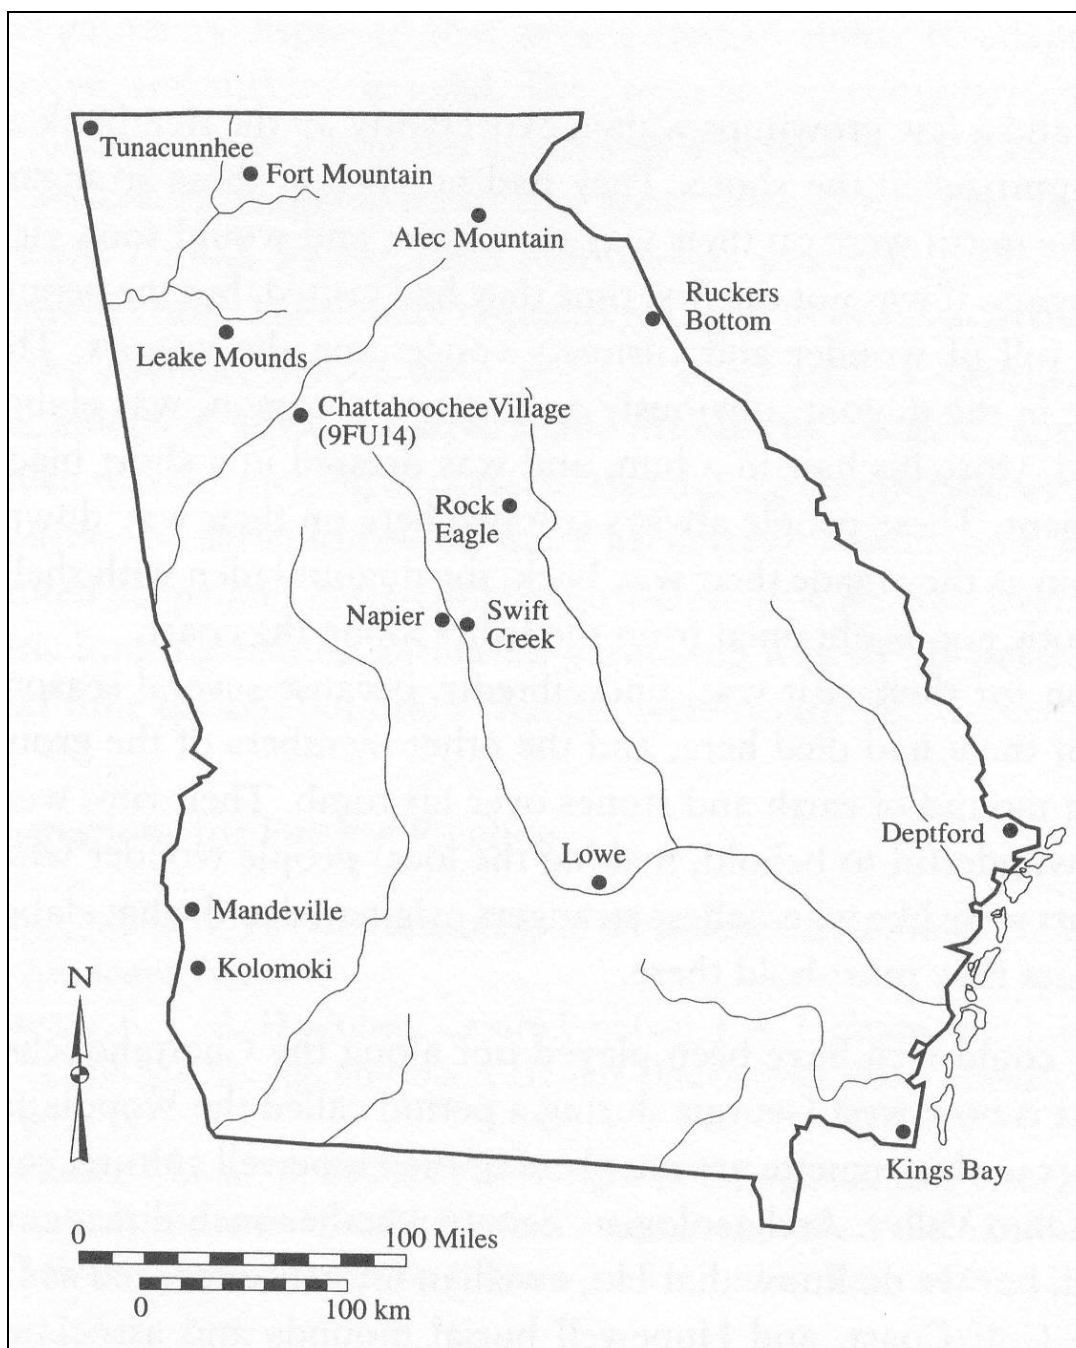 Tunacunnhee
Fort Mountain
Alec Mountain
Ruckers
Bottom
Leake Mounds
Chattahoochee Village
(9FU14)
Rock
Eagle
Napier
Swift
Creek
Deptford
Lowe
Mandeville
Kolomoki
N
Kings Bay
0
100 Miles
0
100 km